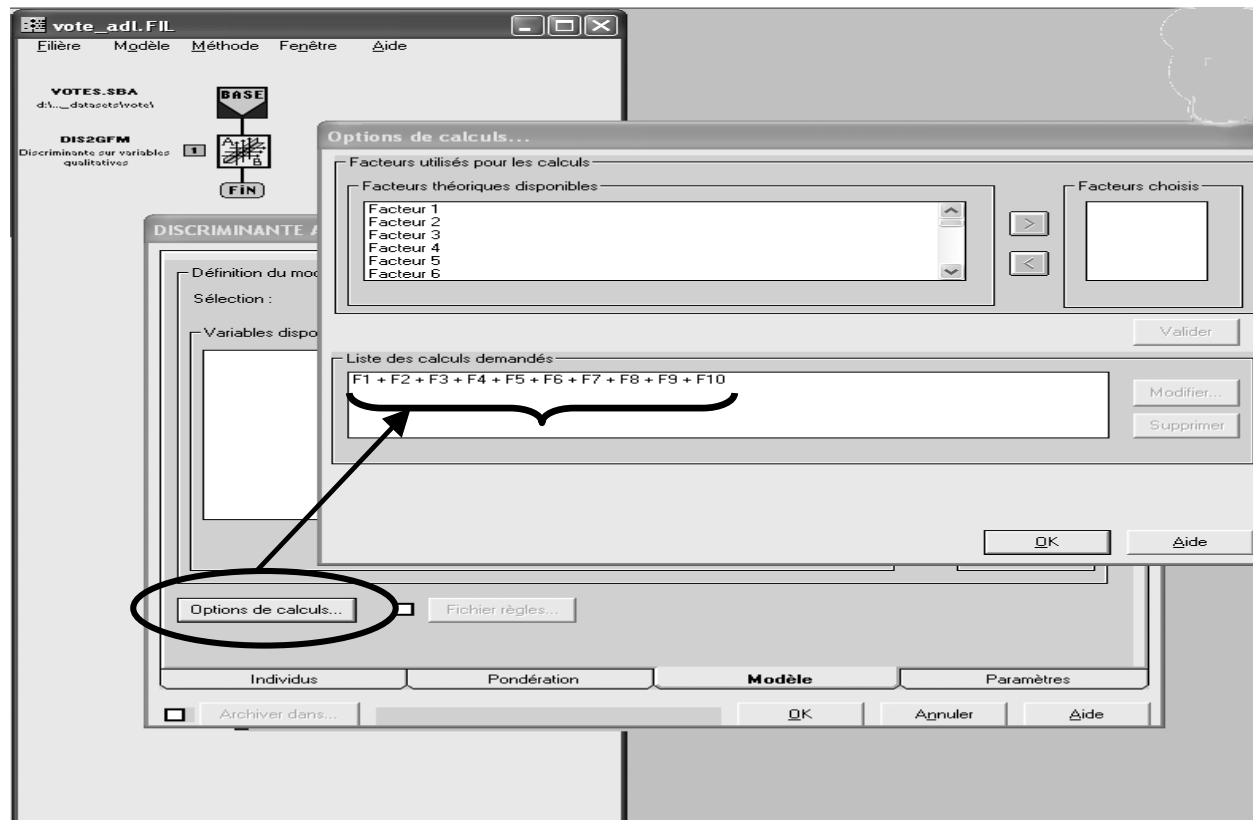 vote_adl.FIL
Filière Modèle Méthode Fenêtre Aide
VOTES.SBA
d:\.._datasets\vote\
BASE
DIS2GFM
Discriminante sur variables
qualitatives
1
A
B
FIN
Options de calculs...
Facteurs utilisés pour les calculs
Facteurs théoriques disponibles
Facteur 1
Facteur 2
Facteur 3
Facteur 4
Facteur 5
Facteur 6
>
<
Facteurs choisis
Valider
Liste des calculs demandés
F1 + F2 + F3 + F4 + F5 + F6 + F7 + F8 + F9 + F10
Modifier...
Supprimer
OK
Aide
DISCRIMINANTE
Définition du mo
Sélection :
Variables dispo
Options de calculs...
Fichier règles...
Individus Pondération Modèle Paramètres
Archiver dans...
OK Annuler Aide